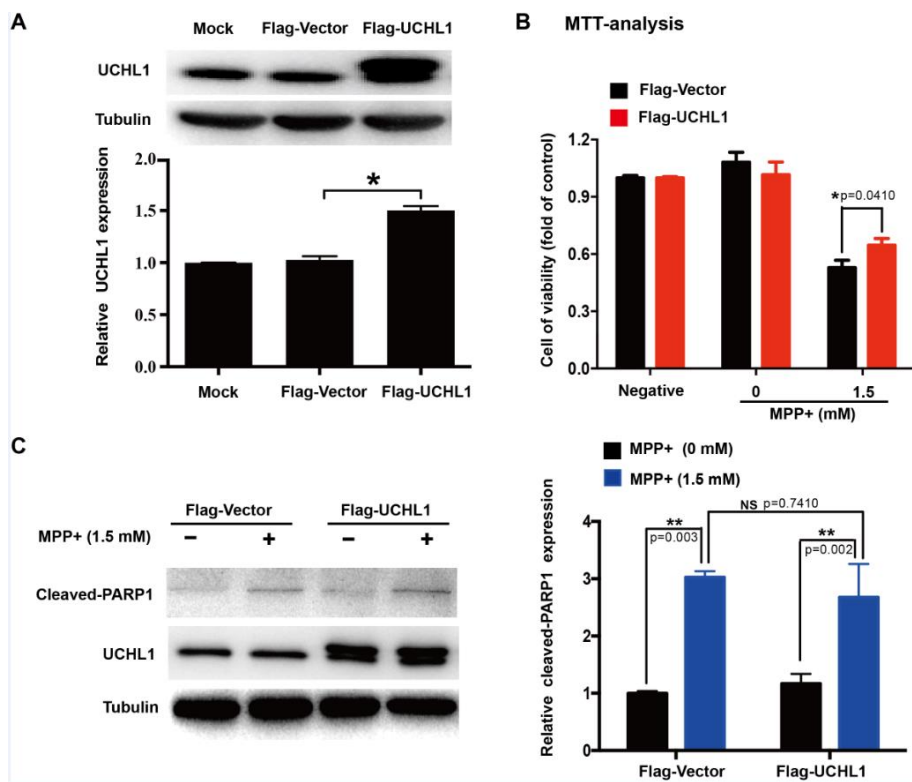 A
Mock Flag-Vector Flag-UCHL1
UCHL1
Tubulin
Relative UCHL1 expression
2.0
1.5
1.0
0.5
0.0
*
Mock Flag-Vector Flag-UCHL1
B MTT-analysis
Flag-Vector
Flag-UCHL1
Cell of viability (fold of control)
1.2
0.9
0.6
0.3
0.0
*p=0.0410
Negative 0 1.5
MPP+ (mM)
C
Flag-Vector Flag-UCHL1
MPP+ (1.5 mM) − + − +
Cleaved-PARP1
UCHL1
Tubulin
MPP+ (0 mM)
MPP+ (1.5 mM)
Relative cleaved-PARP1 expression
4
3
2
1
0
NS p=0.7410
**
p=0.003
**
p=0.002
Flag-Vector Flag-UCHL1